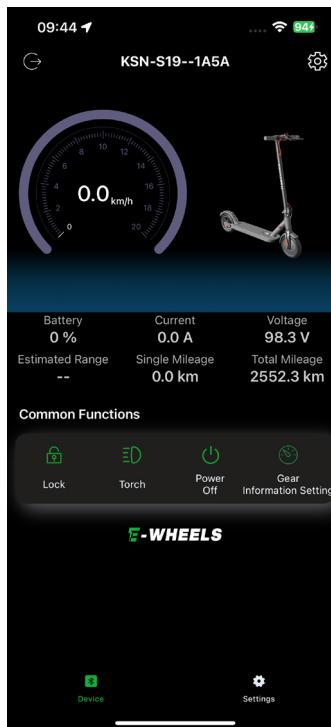 09:44
94
KSN-S19--1A5A
0
2
4
6
8
10
12
14
16
18
20
0.0 km/h
Battery Current Voltage
0 % 0.0 A 98.3 V
Estimated Range Single Mileage Total Mileage
-- 0.0 km 2552.3 km
Common Functions
Lock Torch Power Off Gear Information Setting
E-WHEELS
Device Settings